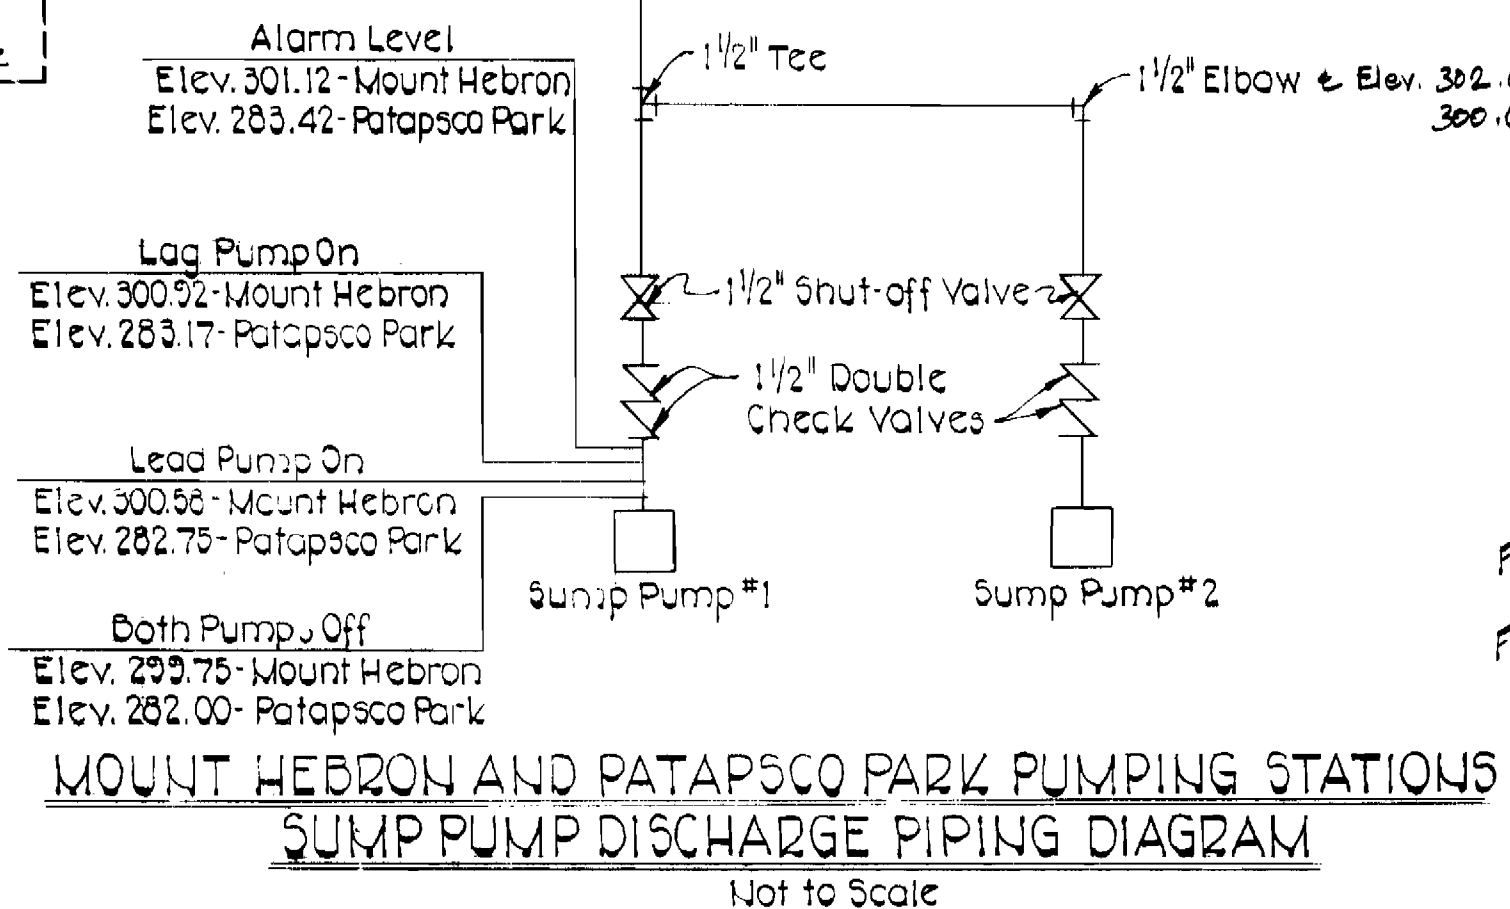 Alarm Level
Elev. 301.12-Mount Hebron
Elev. 283.42-Patapsco Park
1 1/2" Tee
1 1/2" Elbow & Elev. 302.
300.
Lag Pump On
Elev. 300.92-Mount Hebron
Elev. 283.17-Patapsco Park
1 1/2" Shut-off Valve
1 1/2" Double
Check Valves
Lead Pump On
Elev. 300.58-Mount Hebron
Elev. 282.75-Patapsco Park
Sump Pump #1
Sump Pump #2
Both Pumps Off
Elev. 299.75-Mount Hebron
Elev. 282.00-Patapsco Park
MOUNT HEBRON AND PATAPSCO PARK PUMPING STATIONS
SUMP PUMP DISCHARGE PIPING DIAGRAM
Not to Scale